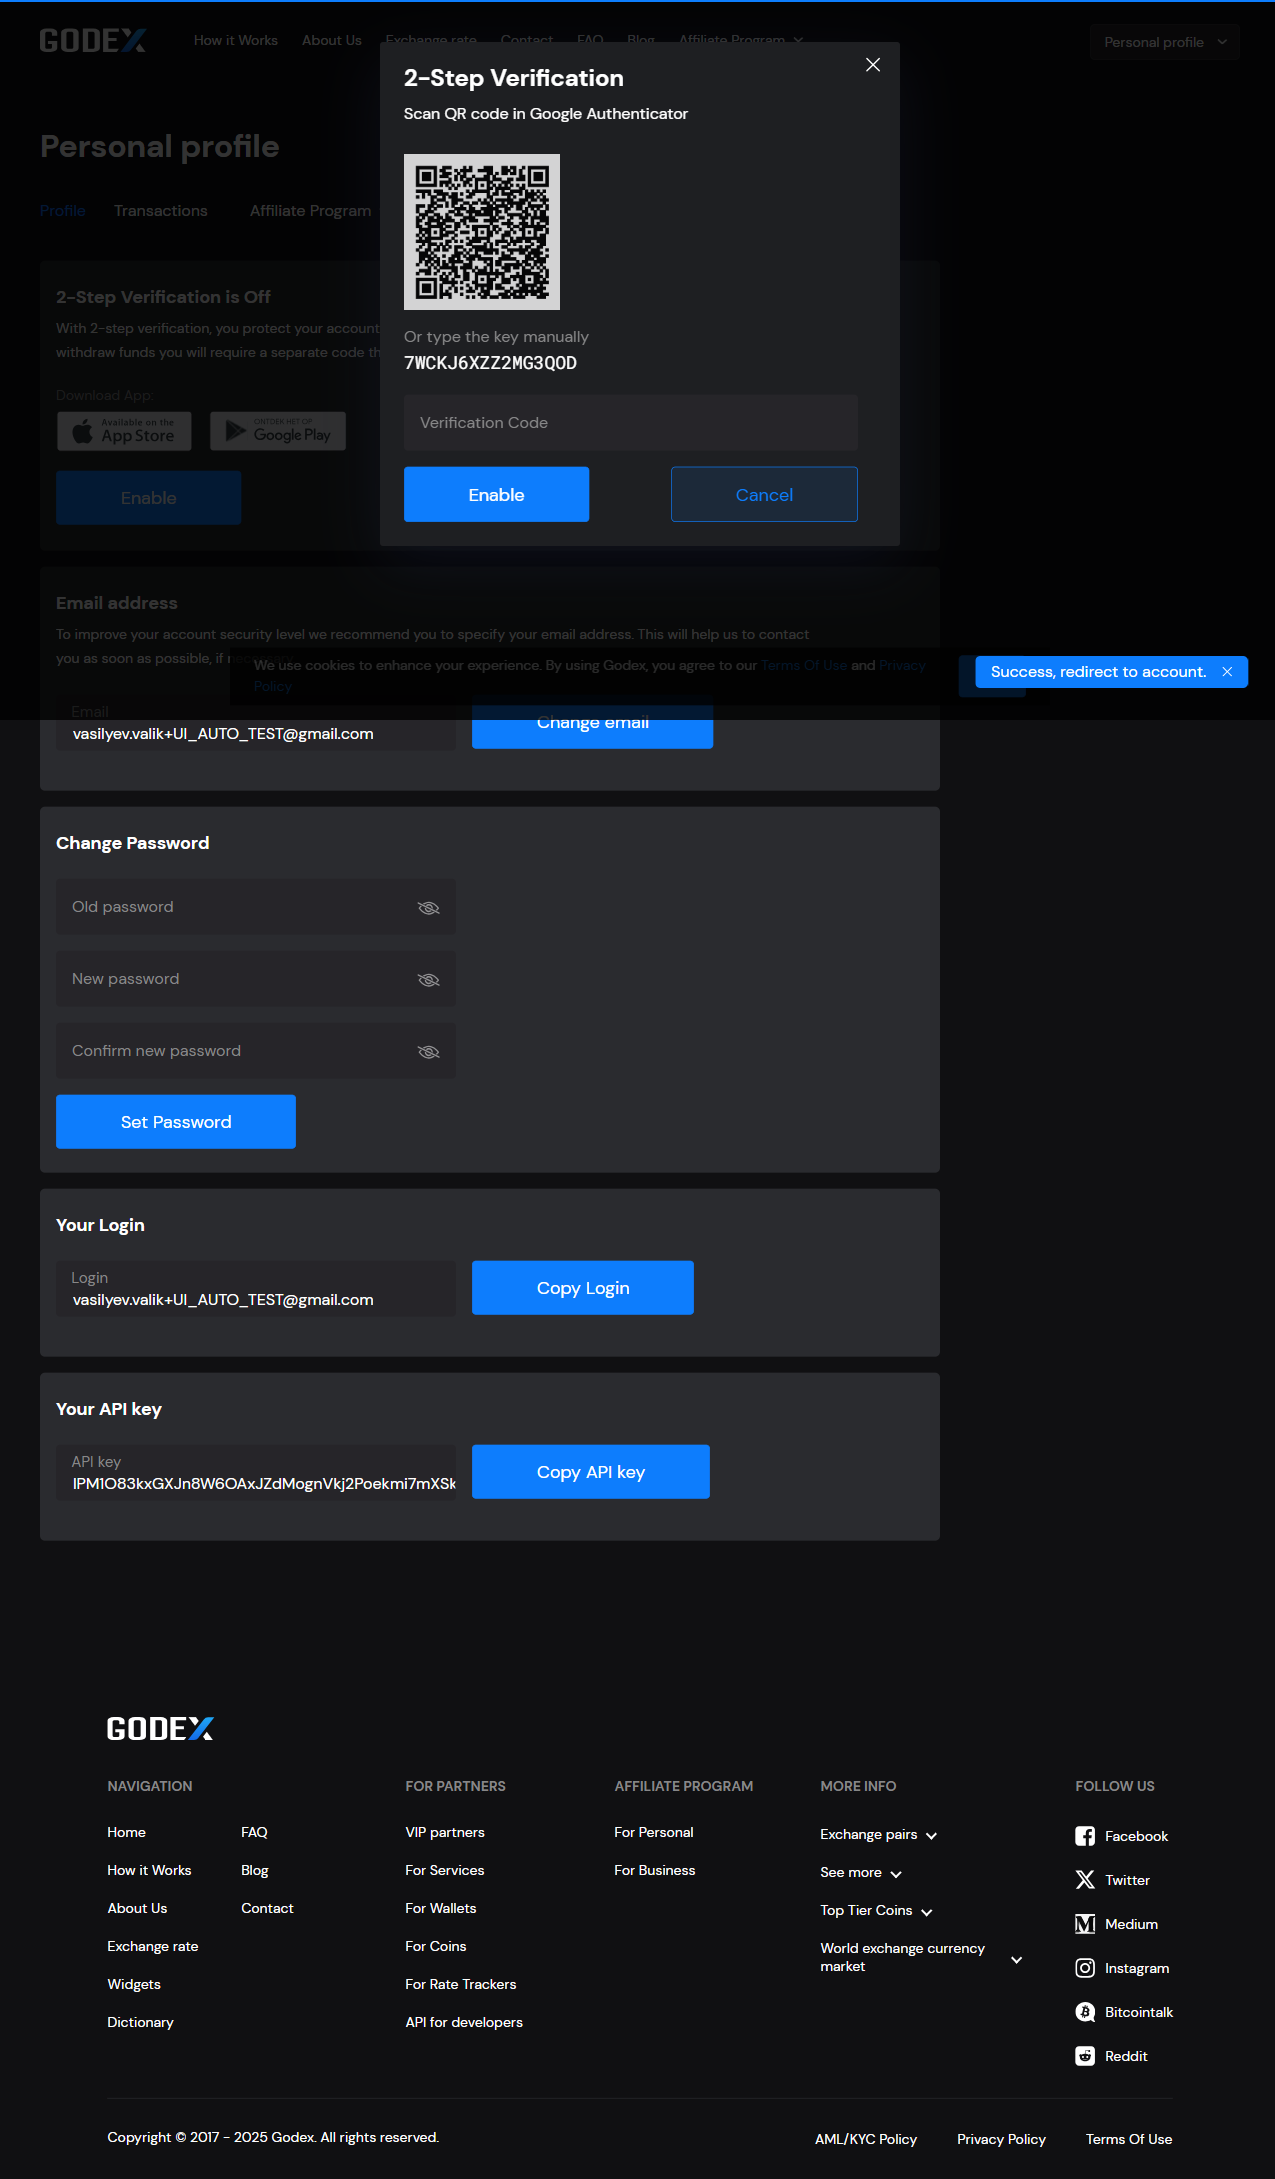 GODEX
How it Works
About Us
Exchange rate
Contact
FAQ
Blog
Affiliate Program
Personal profile
2-Step Verification
Scan QR code in Google Authenticator
Or type the key manually
7WCKJ6XZZ2MG3QOD
Verification Code
Enable
Cancel
Personal profile
Profile
Transactions
Affiliate Program
2-Step Verification is Off
With 2-step verification, you protect your account
withdraw funds you will require a separate code
Download App:
Available on the
App Store
ONTDEK HET OP
Google Play
Enable
Email address
To improve your account security level we recommend you to specify your email address. This will help us to contact
you as soon as possible, if
We use cookies to enhance your experience. By using Godex, you agree to our Terms Of Use and Privacy
Policy
Success, redirect to account.
Email
vasilyev.valik+UI_AUTO_TEST@gmail.com
Change email
Change Password
Old password
New password
Confirm new password
Set Password
Your Login
Login
vasilyev.valik+UI_AUTO_TEST@gmail.com
Copy Login
Your API key
API key
IPM1O83kxGXJn8W6OAxJZdMognVkj2Poekmi7mXSk
Copy API key
GODEX
NAVIGATION
Home
How it Works
About Us
Exchange rate
Widgets
Dictionary
FAQ
Blog
Contact
FOR PARTNERS
VIP partners
For Services
For Wallets
For Coins
For Rate Trackers
API for developers
AFFILIATE PROGRAM
For Personal
For Business
MORE INFO
Exchange pairs
See more
Top Tier Coins
World exchange currency
market
FOLLOW US
Facebook
Twitter
Medium
Instagram
Bitcointalk
Reddit
Copyright © 2017 - 2025 Godex. All rights reserved.
AML/KYC Policy
Privacy Policy
Terms Of Use